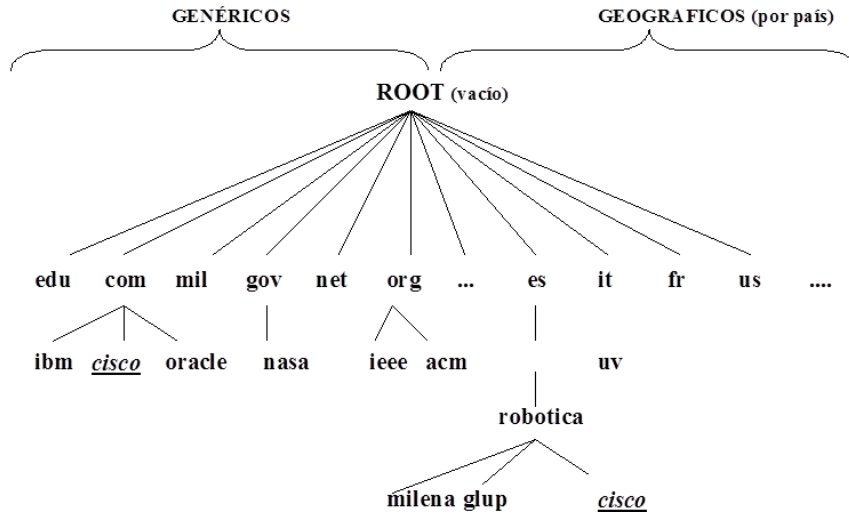 GENÉRICOS GEOGRAFICOS (por país)
ROOT (vacío)
edu com mil gov net org ... es it fr us ....
ibm cisco oracle nasa ieee acm uv
robotica
milena glup cisco